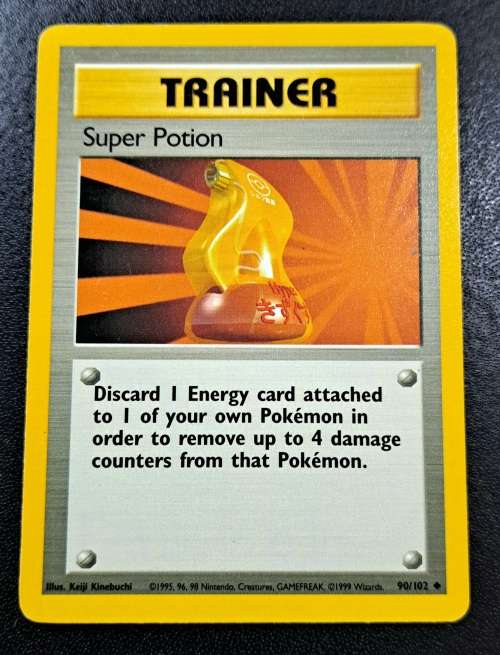 TRAINER
Super Potion
Discard 1 Energy card attached
to 1 of your own Pokémon in
order to remove up to 4 damage
counters from that Pokémon.
Illus. Keiji Kinebuchi ©1995, 96, 98 Nintendo, Creatures, GAMEFREAK. ©1999 Wizards. 90/102